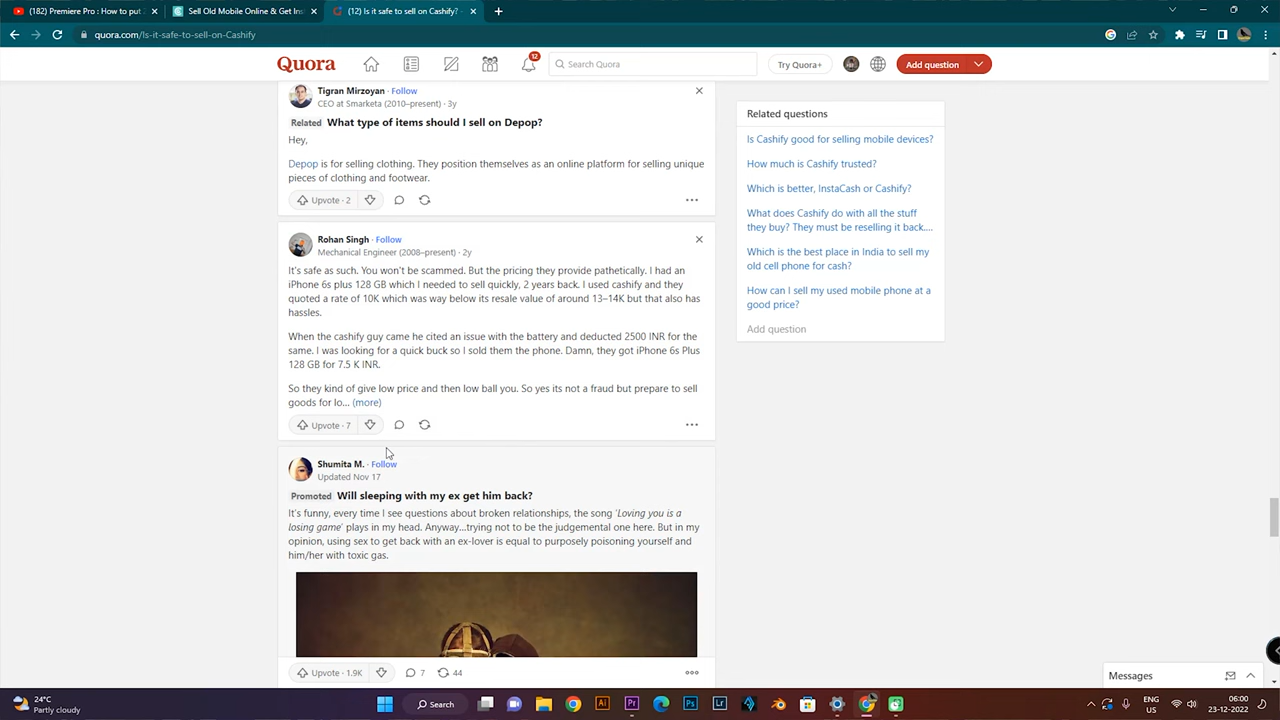 (182) Premiere Pro : How to put 2
Sell Old Mobile Online & Get Ins
Is it safe to sell on Cashify? -
quora.com/Is-it-safe-to-sell-on-Cashify
Quora
12
Search Quora
Try Quora+
Add question
Tigran Mirzoyan · Follow
CEO at Smarketa (2010–present) · 3y
Related What type of items should I sell on Depop?
Hey,
Depop is for selling clothing. They position themselves as an online platform for selling unique
pieces of clothing and footwear.
Upvote · 2
Rohan Singh · Follow
Mechanical Engineer (2008–present) · 2y
It's safe as such. You won't be scammed. But the pricing they provide pathetically. I had an
iPhone 6s plus 128 GB which I needed to sell quickly, 2 years back. I used cashify and they
quoted a rate of 10K which was way below its resale value of around 13–14K but that also has
hassles.
When the cashify guy came he cited an issue with the battery and deducted 2500 INR for the
same. I was looking for a quick buck so I sold them the phone. Damn, they got iPhone 6s Plus
128 GB for 7.5 K INR.
So they kind of give low price and then low ball you. So yes its not a fraud but prepare to sell
goods for lo... (more)
Upvote · 7
Shumita M. · Follow
Updated Nov 17
Promoted Will sleeping with my ex get him back?
It's funny, every time I see questions about broken relationships, the song 'Loving you is a
losing game' plays in my head. Anyway...trying not to be the judgemental one here. But in my
opinion, using sex to get back with an ex-lover is equal to purposely poisoning yourself and
him/her with toxic gas.
Upvote · 1.9K
7
44
Related questions
Is Cashify good for selling mobile devices?
How much is Cashify trusted?
Which is better, InstaCash or Cashify?
What does Cashify do with all the stuff
they buy? They must be reselling it back....
Which is the best place in India to sell my
old cell phone for cash?
How can I sell my used mobile phone at a
good price?
Add question
Messages
24°C
Partly cloudy
Search
Ai
Pr
Ps
Lr
ENG
US
06:00
23-12-2022